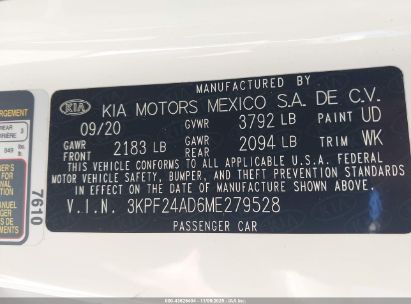 MANUFACTURED BY
KIA KIA MOTORS MEXICO S.A. DE C.V.
09/20 GVWR 3792 LB PAINT UD
GAWR FRONT 2183 LB GAWR REAR 2094 LB TRIM WK
THIS VEHICLE CONFORMS TO ALL APPLICABLE U.S.A. FEDERAL
MOTOR VEHICLE SAFETY, BUMPER, AND THEFT PREVENTION STANDARDS
IN EFFECT ON THE DATE OF MANUFACTURE SHOWN ABOVE.
V.I.N. 3KPF24AD6ME279528
PASSENGER CAR
7610